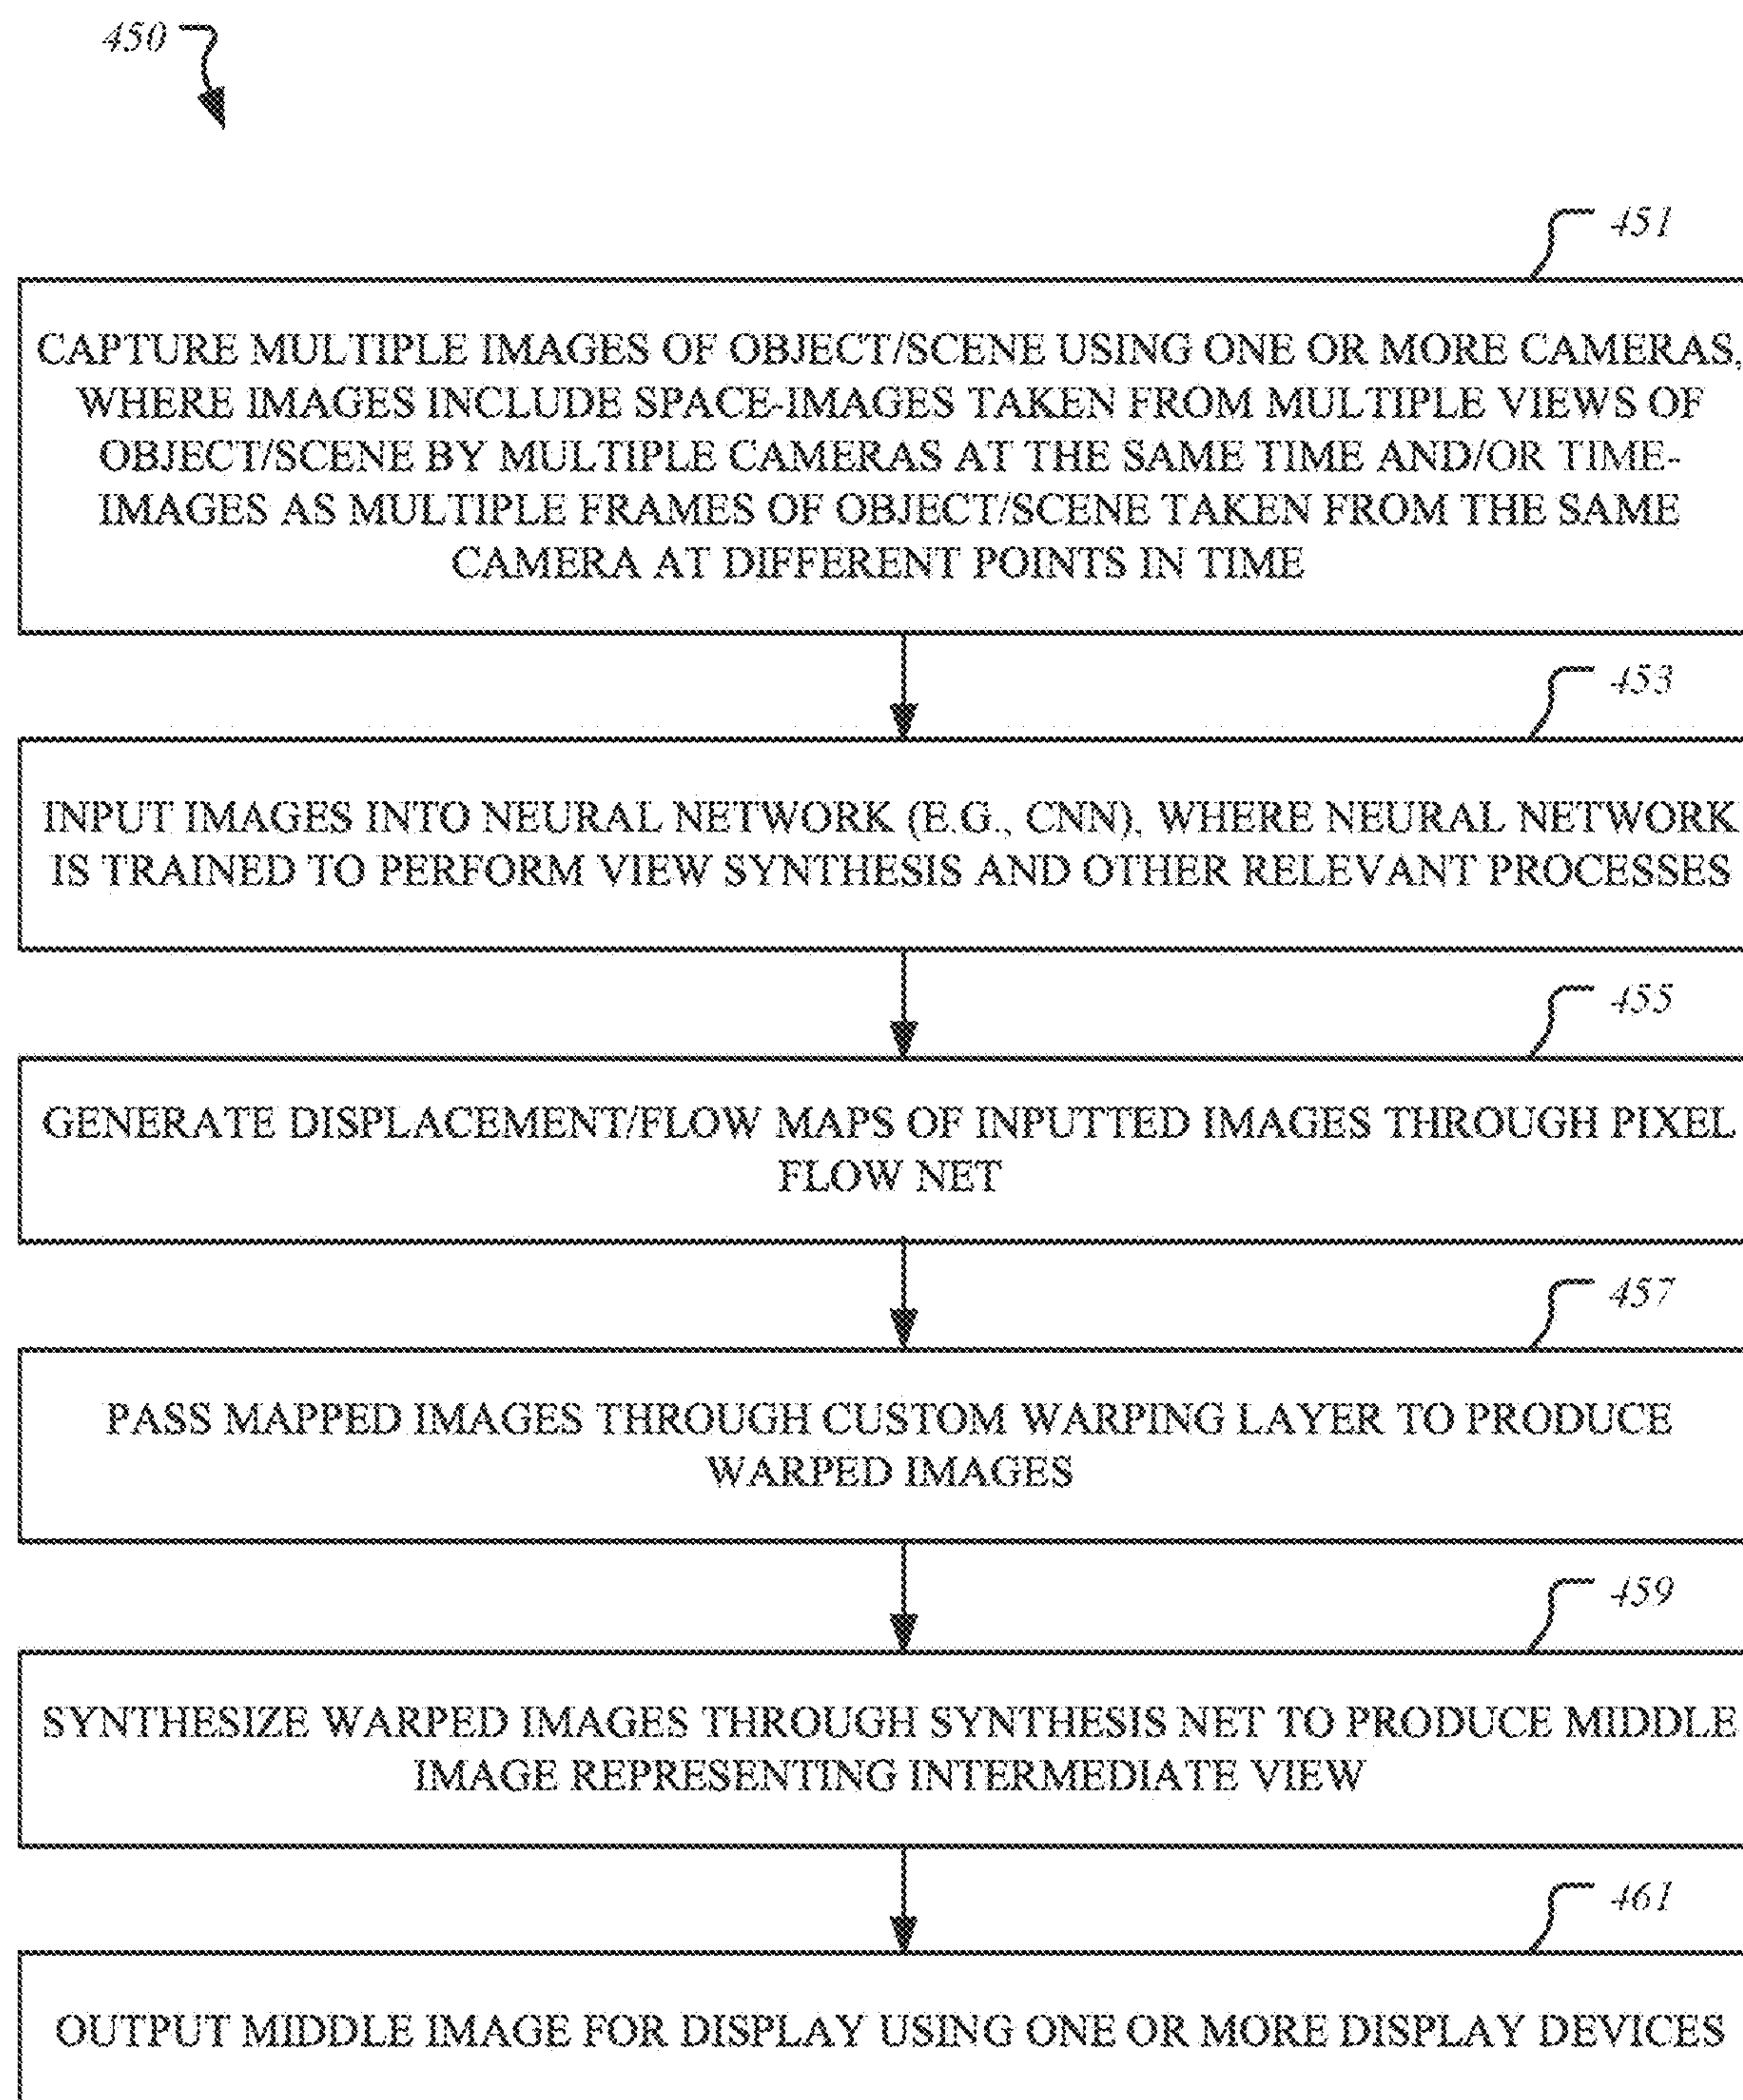 450
451
CAPTURE MULTIPLE IMAGES OF OBJECT/SCENE USING ONE OR MORE CAMERAS,
WHERE IMAGES INCLUDE SPACE-IMAGES TAKEN FROM MULTIPLE VIEWS OF
OBJECT/SCENE BY MULTIPLE CAMERAS AT THE SAME TIME AND/OR TIME-
IMAGES AS MULTIPLE FRAMES OF OBJECT/SCENE TAKEN FROM THE SAME
CAMERA AT DIFFERENT POINTS IN TIME
453
INPUT IMAGES INTO NEURAL NETWORK (E.G., CNN), WHERE NEURAL NETWORK
IS TRAINED TO PERFORM VIEW SYNTHESIS AND OTHER RELEVANT PROCESSES
455
GENERATE DISPLACEMENT/FLOW MAPS OF INPUTTED IMAGES THROUGH PIXEL
FLOW NET
457
PASS MAPPED IMAGES THROUGH CUSTOM WARPING LAYER TO PRODUCE
WARPED IMAGES
459
SYNTHESIZE WARPED IMAGES THROUGH SYNTHESIS NET TO PRODUCE MIDDLE
IMAGE REPRESENTING INTERMEDIATE VIEW
461
OUTPUT MIDDLE IMAGE FOR DISPLAY USING ONE OR MORE DISPLAY DEVICES